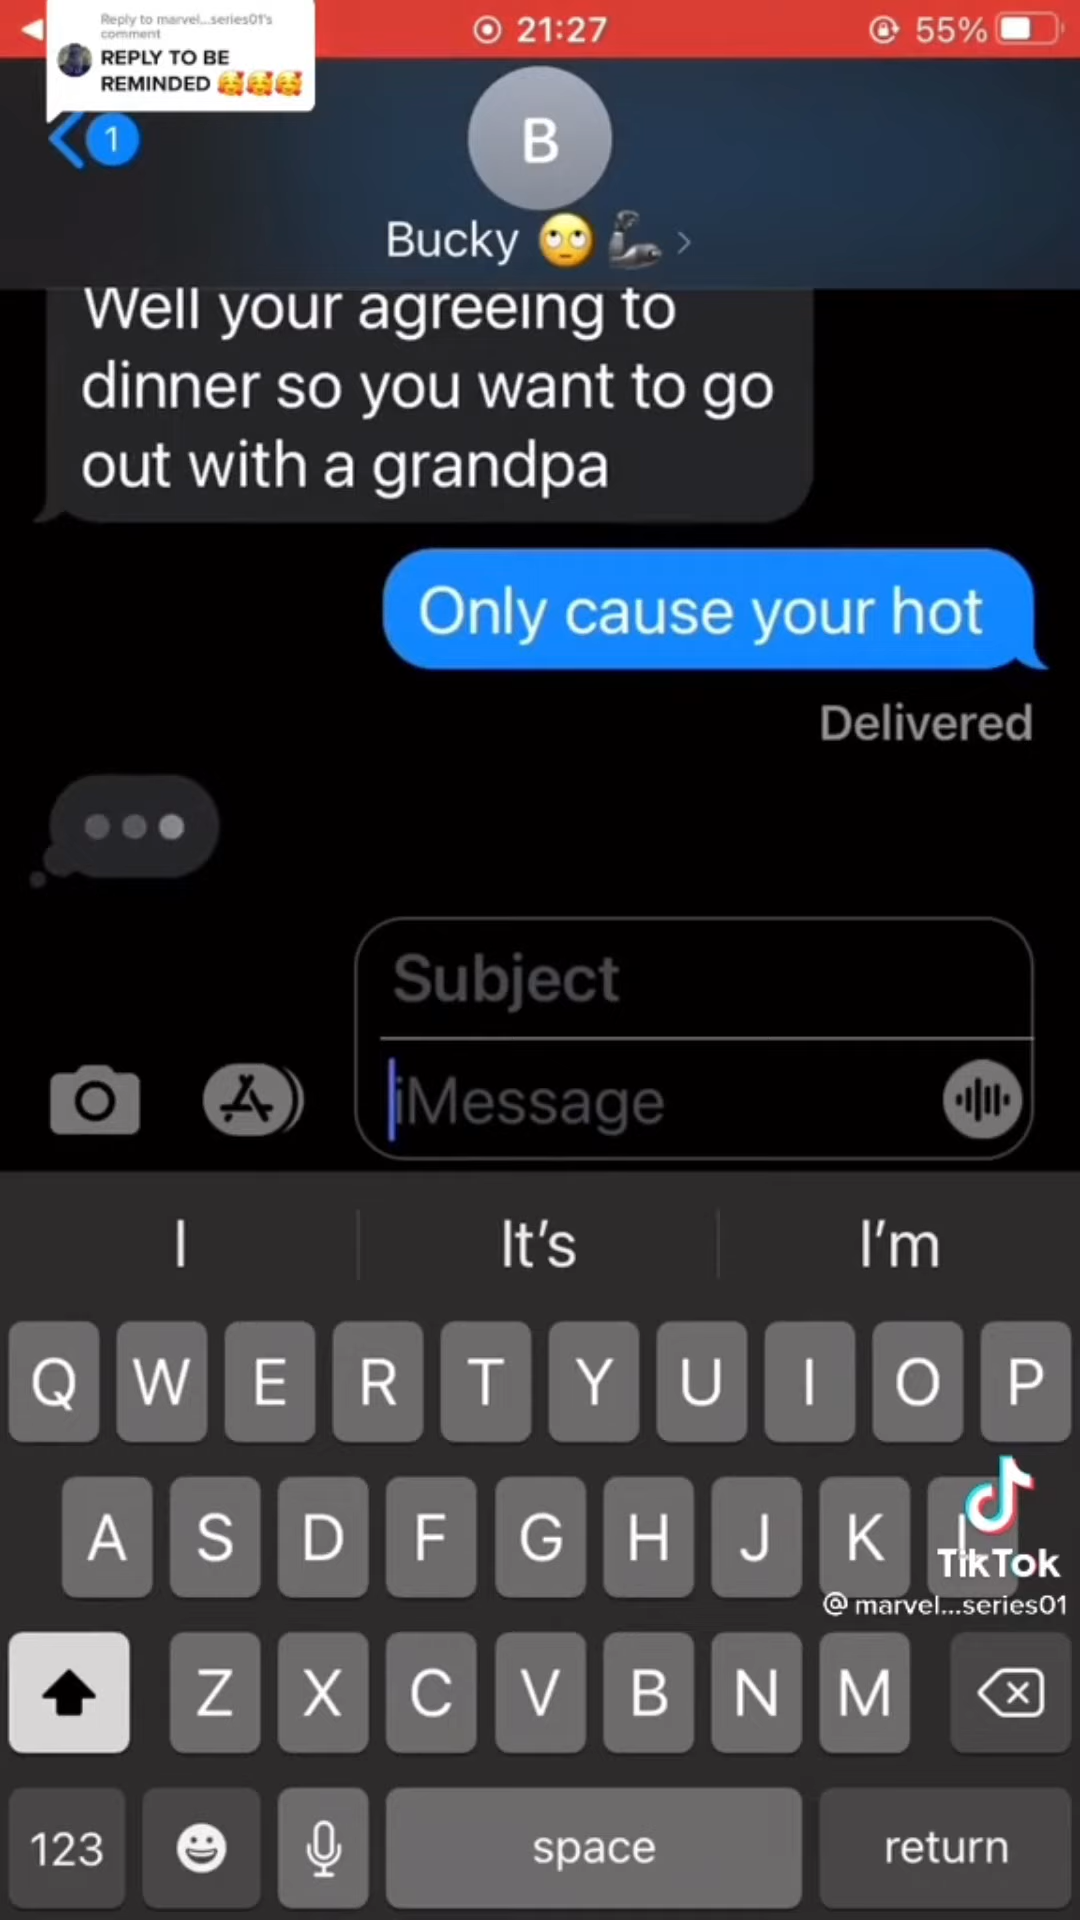 Reply to marvel...series01's
comment
REPLY TO BE
REMINDED 🥰🥰🥰
21:27
55%
1
B
Bucky 🙄🦾
Well your agreeing to
dinner so you want to go
out with a grandpa
Only cause your hot
Delivered
Subject
iMessage
I It's I'm
Q W E R T Y U I O P
A S D F G H J K L
TikTok
@marvel...series01
Z X C V B N M
123 space return